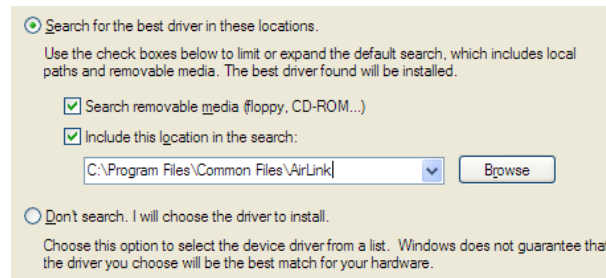 Search for the best driver in these locations.
Use the check boxes below to limit or expand the default search, which includes local
paths and removable media. The best driver found will be installed.
Search removable media (floppy, CD-ROM...)
Include this location in the search:
C:\Program Files\Common Files\AirLink
Browse
Don't search. I will choose the driver to install.
Choose this option to select the device driver from a list. Windows does not guarantee that
the driver you choose will be the best match for your hardware.